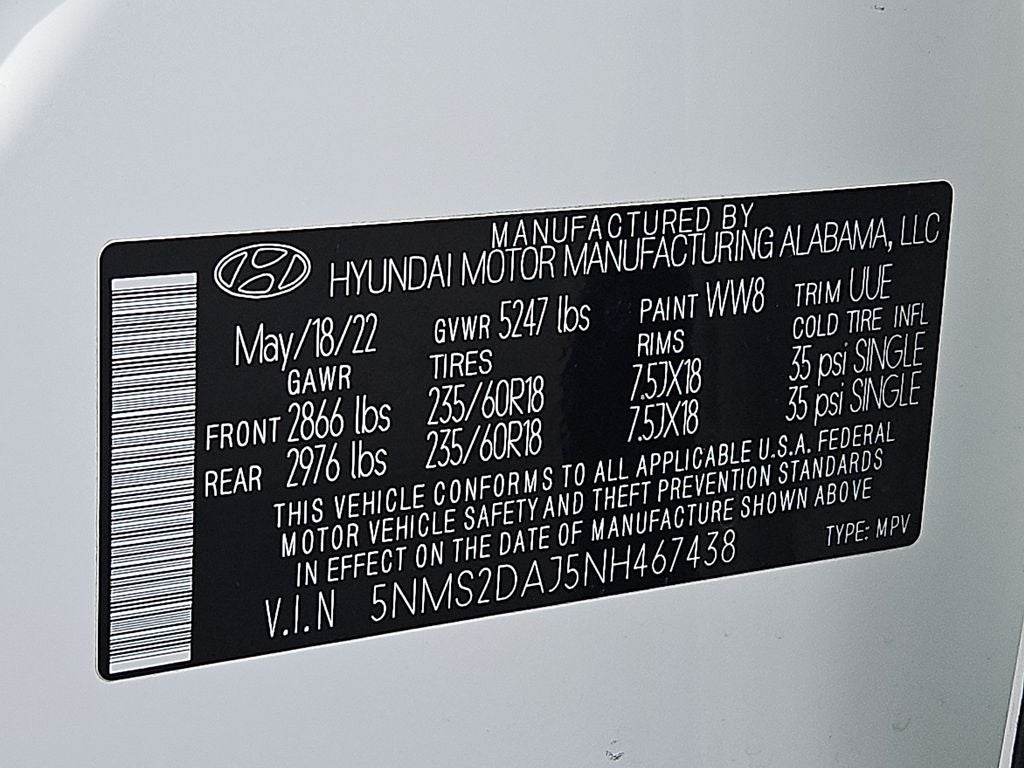 MANUFACTURED BY
HYUNDAI MOTOR MANUFACTURING ALABAMA, LLC
May/18/22 GVWR 5247 lbs PAINT WW8 TRIM UUE
GAWR TIRES RIMS COLD TIRE INFL
FRONT 2866 lbs 235/60R18 7.5JX18 35 psi SINGLE
REAR 2976 lbs 235/60R18 7.5JX18 35 psi SINGLE
THIS VEHICLE CONFORMS TO ALL APPLICABLE U.S.A. FEDERAL
MOTOR VEHICLE SAFETY AND THEFT PREVENTION STANDARDS
IN EFFECT ON THE DATE OF MANUFACTURE SHOWN ABOVE
V.I.N 5NMS2DAJ5NH467438 TYPE: MPV